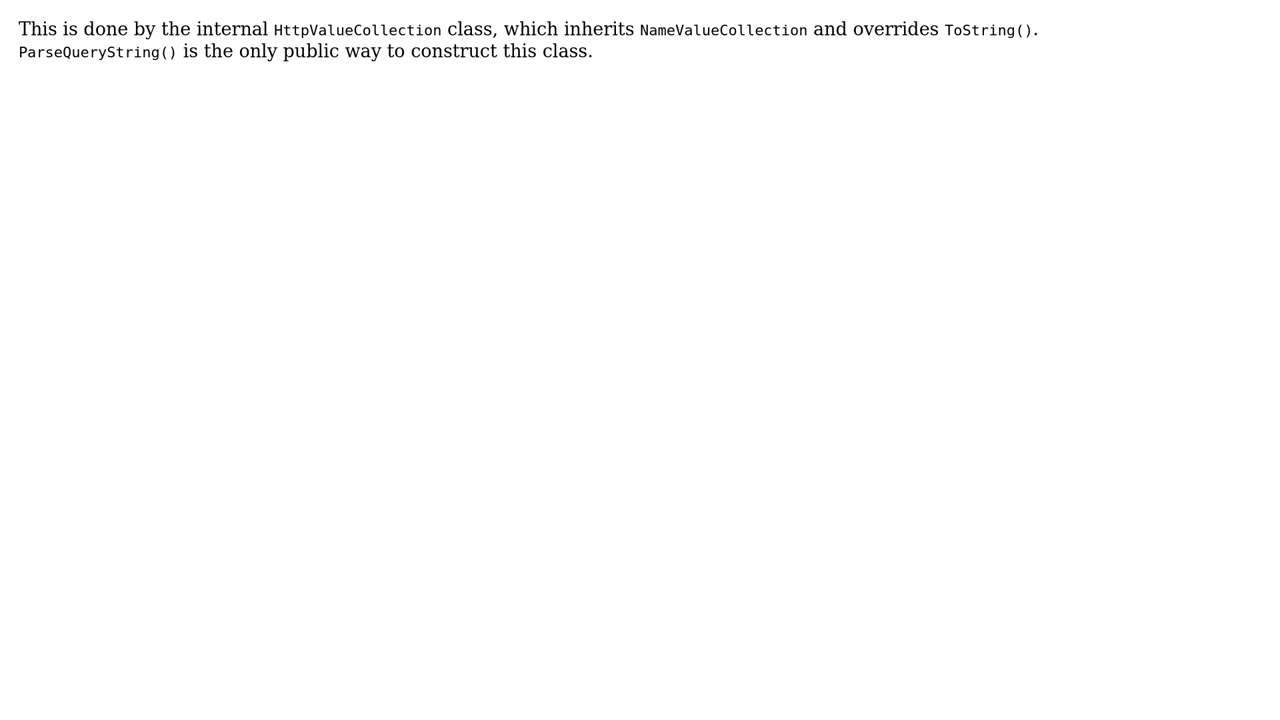 This is done by the internal HttpValueCollection class, which inherits NameValueCollection and overrides ToString().
ParseQueryString() is the only public way to construct this class.